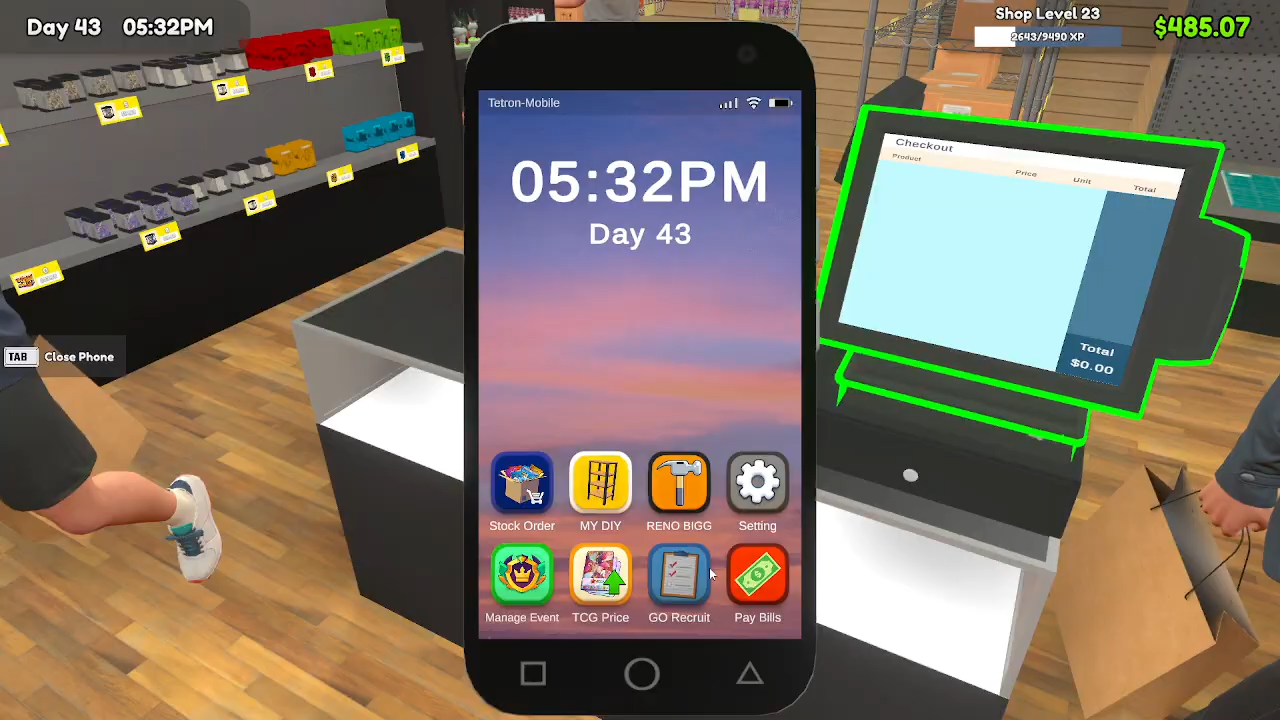 Day 43 05:32PM
Shop Level 23
2643/9490 XP
$485.07
Tetron-Mobile
05:32PM
Day 43
TAB Close Phone
Stock Order
MY DIY
RENO BIGG
Setting
Manage Event
TCG Price
GO Recruit
Pay Bills
Checkout
Product Price Unit Total
Total
$0.00